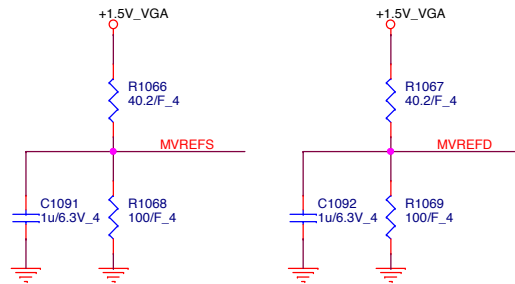 +1.5V_VGA
R1066
40.2/F_4
MVREFS
C1091
1u/6.3V_4
R1068
100/F_4
+1.5V_VGA
R1067
40.2/F_4
MVREFD
C1092
1u/6.3V_4
R1069
100/F_4